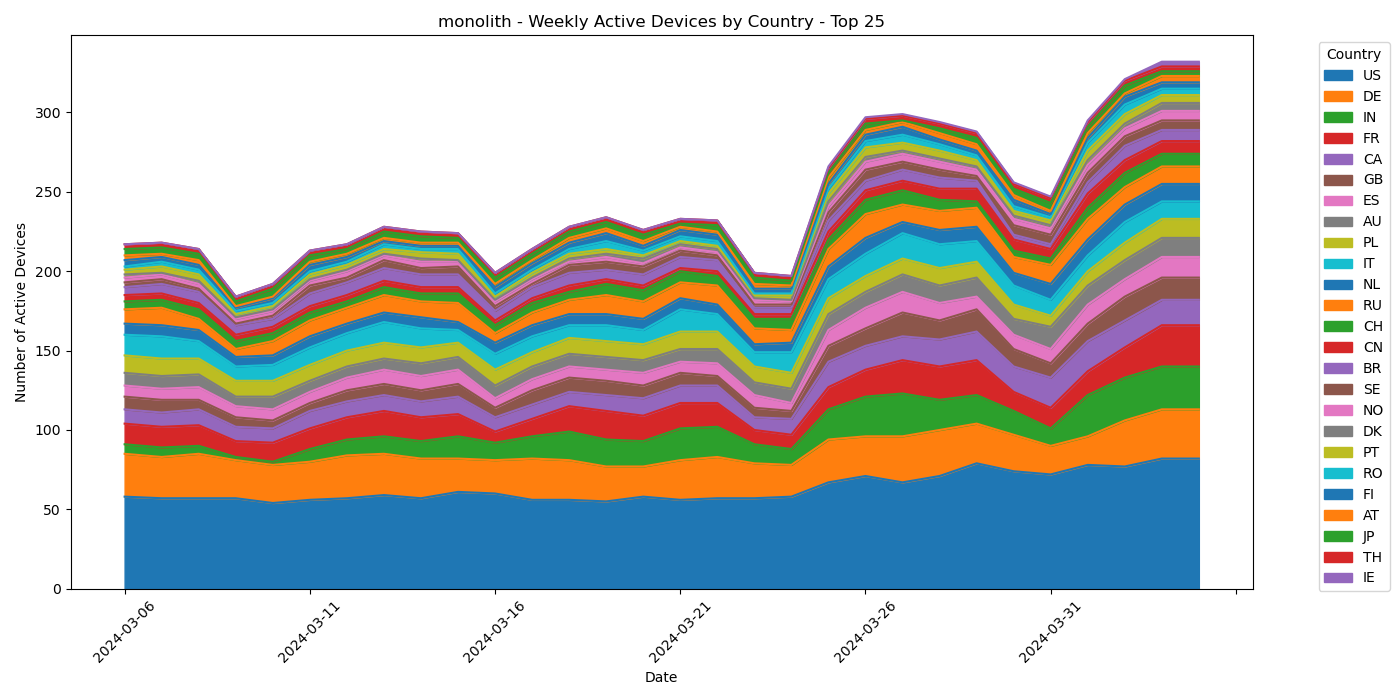 monolith - Weekly Active Devices by Country - Top 25
Number of Active Devices
300
250
200
150
100
50
0
2024-03-06
2024-03-11
2024-03-16
2024-03-21
2024-03-26
2024-03-31
Date
Country
US
DE
IN
FR
CA
GB
ES
AU
PL
IT
NL
RU
CH
CN
BR
SE
NO
DK
PT
RO
FI
AT
JP
TH
IE